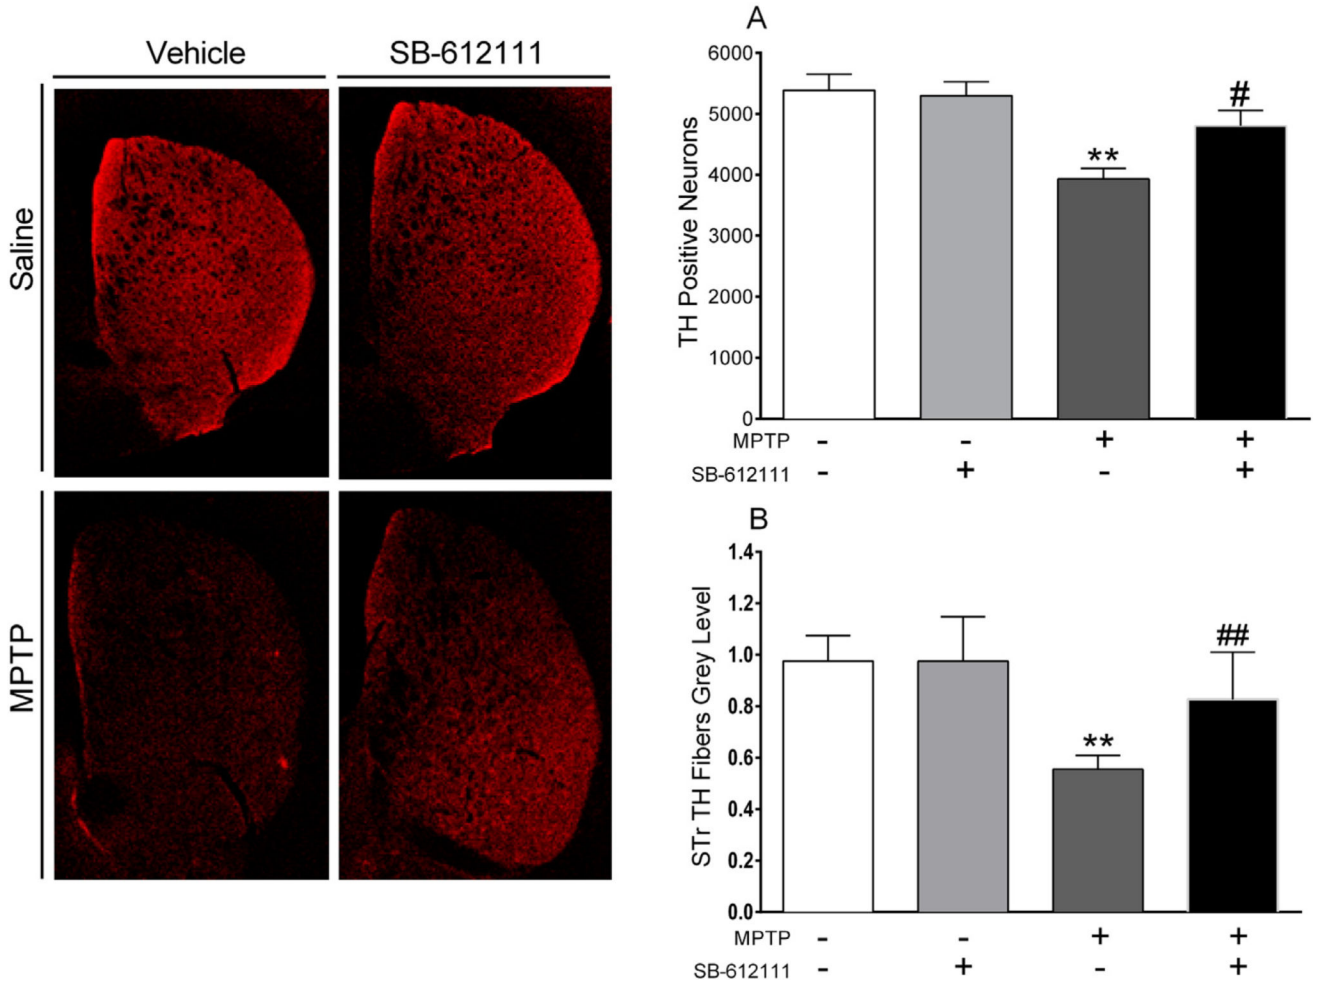 Vehicle
SB-612111
Saline
MPTP
A
TH Positive Neurons
6000
5000
4000
3000
2000
1000
0
**
#
MPTP - - + +
SB-612111 - + - +
B
STr TH Fibers Grey Level
1.4
1.2
1.0
0.8
0.6
0.4
0.2
0.0
**
##
MPTP - - + +
SB-612111 - + - +